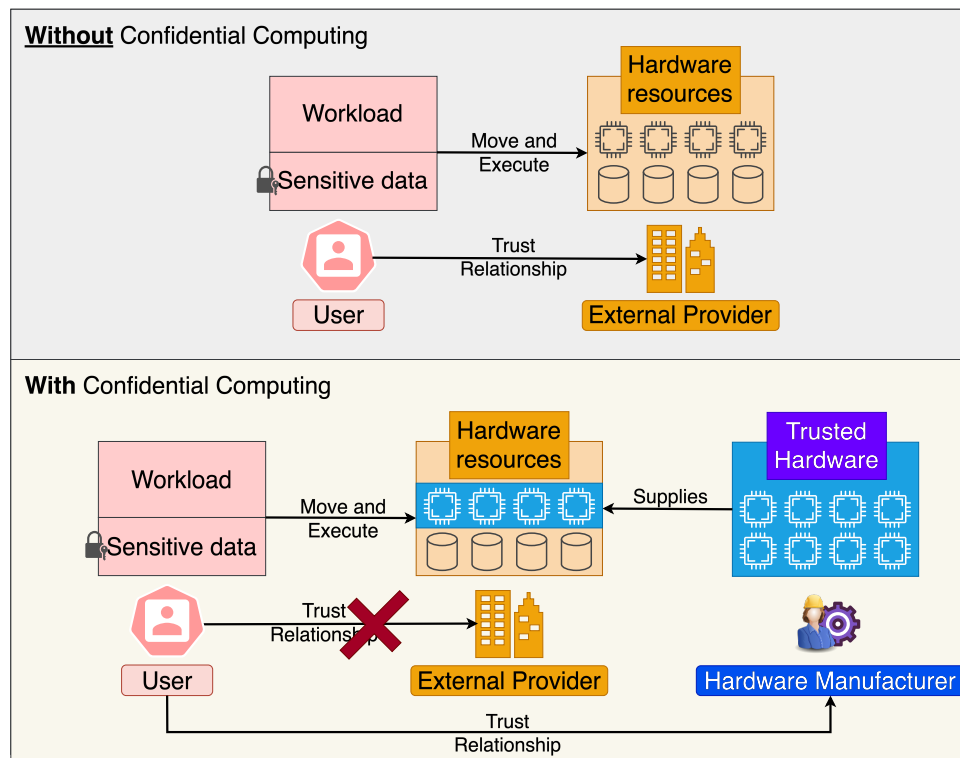 Without Confidential Computing
Hardware
resources
Workload
Move and
Execute
Sensitive data
Trust
Relationship
User
External Provider
With Confidential Computing
Hardware
resources
Trusted
Hardware
Workload
Move and
Execute
Supplies
Sensitive data
Trust
Relationship
User
External Provider
Hardware Manufacturer
Trust
Relationship